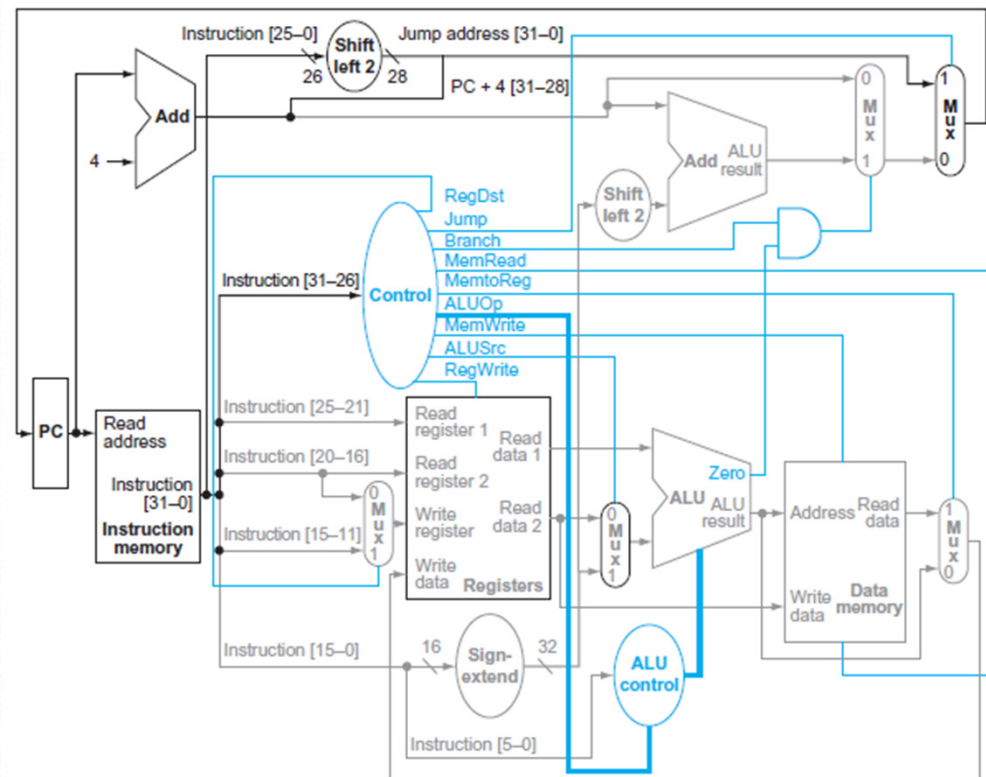 Instruction [25–0]
Shift
left 2
Jump address [31–0]
26
28
PC + 4 [31–28]
Add
4
0
M
u
x
1
1
M
u
x
0
Add
ALU
result
Shift
left 2
RegDst
Jump
Branch
MemRead
MemtoReg
ALUOp
MemWrite
ALUSrc
RegWrite
Instruction [31–26]
Control
PC
Read
address
Instruction
[31–0]
Instruction
memory
Instruction [25–21]
Instruction [20–16]
Instruction [15–11]
0
M
u
x
1
Read
register 1
Read
register 2
Write
register
Write
data
Read
data 1
Read
data 2
Registers
0
M
u
x
1
Zero
ALU
ALU
result
Address
Read
data
Write
data
Data
memory
1
M
u
x
0
Instruction [15–0]
16
Sign-
extend
32
ALU
control
Instruction [5–0]